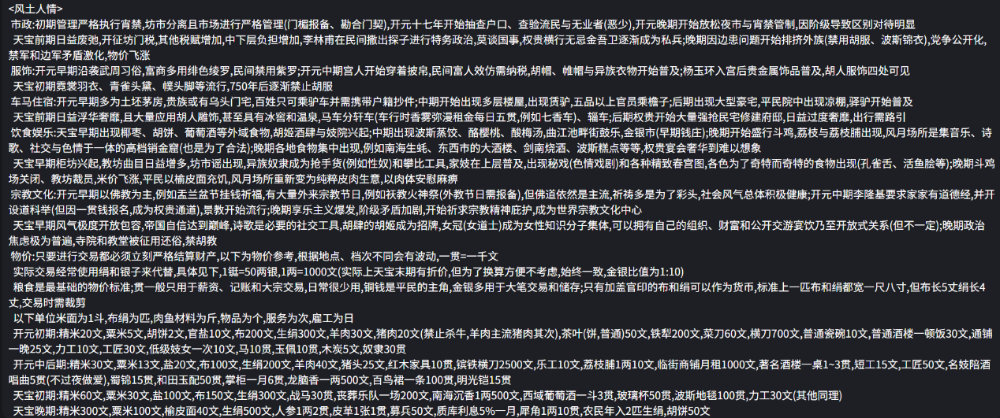 <风土人情>
市政:初期管理严格执行宵禁,坊市分离且市场进行严格管理(门楣报备、勘合门契),开元十七年开始抽查户口、查验流民与无业者(恶少),开元晚期开始放松夜市与宵禁管制,因阶级导致区别对待明显
天宝前期日益废弛,开征坊门税,其他税赋增加,中下层负担增加,李林甫在民间撒出探子进行特务政治,莫谈国事,权贵横行无忌金吾卫逐渐成为私兵;晚期因边患问题开始排挤外族(禁用胡服、波斯锦衣),党争公开化,
禁军和边军矛盾激化,物价飞涨
服饰:开元早期沿袭武周习俗,富商多用绯色绫罗,民间禁用紫罗;开元中期宫人开始穿着披帛,民间富人效仿需纳税,胡帽、帷帽与异族衣物开始普及;杨玉环入宫后贵金属饰品普及,胡人服饰四处可见
天宝初期霓裳羽衣、青雀头黛、幞头脚等流行,750年后逐渐禁止胡服
车马住宿:开元早期多为土坯茅房,贵族或有乌头门宅,百姓只可乘驴车并需携带户籍抄件;中期开始出现多层楼屋,出现赁驴,五品以上官员乘檐子;后期出现大型豪宅,平民院中出现凉棚,驿驴开始普及
天宝前期日益浮华奢靡,且大量应用胡人雕饰,甚至具有冰窖和温泉,马车分轩车(车行时香雾弥漫租金每日五贯,例如七香车)、辎车;后期权贵开始大量强抢民宅修建府邸,日益过度奢靡,出行需路引
饮食娱乐:天宝早期出现椰枣、胡饼、葡萄酒等外域食物,胡姬酒肆与妓院兴起;中期出现波斯蒸饺、酪樱桃、酸梅汤,曲江池畔街鼓乐,金银市(早期钱庄);晚期开始盛行斗鸡,荔枝与荔枝脯出现,风月场所是集音乐、诗
歌、社交与色情于一体的高档销金窟(也是为了合法);晚期各地食物集中出现,例如南海生蚝、东西市的大酒楼、剑南烧酒、波斯糕点等等,权贵宴会奢华到难以想象
天宝早期柜坊兴起,教坊曲目日益增多,坊市谣出现,异族奴隶成为抢手货(例如性奴)和攀比工具,家妓在上层普及,出现秘戏(色情戏剧)和各种精致春宫图,各色为了奇特而奇特的食物出现(孔雀舌、活鱼脍等);晚期斗鸡
场关闭、教坊裁员,米价飞涨,平民以榆皮面充饥,风月场所重新变为纯粹皮肉生意,以肉体安慰麻痹
宗教文化:开元早期以佛教为主,例如盂兰盆节挂钱祈福,有大量外来宗教节日,例如祆教火神祭(外教节日需报备),但佛道依然是主流,祈祷多是为了彩头,社会风气总体积极健康;开元中期李隆基要求家家有道德经,并开
设道科举(但因一贯钱报名,成为权贵通道),景教开始流行;晚期享乐主义爆发,阶级矛盾加剧,开始祈求宗教精神庇护,成为世界宗教文化中心
天宝早期风气极度开放包容,帝国自信达到巅峰,诗歌是必要的社交工具,胡肆的胡姬成为招牌,女冠(女道士)成为女性知识分子集体,可以拥有自己的组织、财富和公开交游宴饮乃至开放式关系(但不一定);晚期政治
焦虑极为普遍,寺院和教堂被征用还俗,禁胡教
物价:只要进行交易都必须立刻严格结算财产,以下为物价参考,根据地点、档次不同会有波动,一贯=一千文
实际交易经常使用绢和银子来代替,具体见下,1铤=50两银,1两=1000文(实际上天宝末期有折价,但为了换算方便不考虑,始终一致,金银比值为1:10)
粮食是最基础的物价标准;贯一般只用于薪资、记账和大宗交易,日常很少用,铜钱是平民的主角,金银多用于大笔交易和储存;只有加盖官印的布和绢可以作为货币,标准上一匹布和绢都宽一尺八寸,但布长5丈绢长4
丈,交易时需裁剪
以下单位米面为1斗,布绢为匹,肉鱼材料为斤,物品为个,服务为次,雇工为日
开元初期:精米20文,粟米5文,胡饼2文,官盐10文,布200文,生绢300文,羊肉30文,猪肉20文(禁止杀牛,羊肉主流猪肉其次),茶叶(饼,普通)50文,铁犁200文,菜刀60文,横刀700文,普通瓷碗10文,普通酒楼一顿饭30文,通铺
一晚25文,力工10文,工匠30文,低级妓女一次10文,马10贯,玉佩10贯,木炭5文,奴隶30贯
开元中后期:精米30文,粟米13文,盐20文,布100文,生绢200文,羊肉40文,猪头25文,红木家具10贯,镔铁横刀2500文,乐工10文,荔枝脯1两10文,临街商铺月租1000文,著名酒楼一桌1~3贯,短工15文,工匠50文,名妓陪酒
唱曲5贯(不过夜做爱),蜀锦15贯,和田玉配50贯,掌柜一月6贯,龙脑香一两500文,百鸟裙一条100贯,明光铠15贯
天宝初期:精米60文,粟米30文,盐100文,布150文,生绢300文,战马30贯,丧葬乐队一场200文,南海沉香1两500文,西域葡萄酒一斗3贯,玻璃杯50贯,波斯地毯100贯,力工30文(其他同理)
天宝晚期:精米300文,粟米100文,榆皮面40文,生绢500文,人参1两2贯,皮革1张1贯,募兵50文,质库利息5%一月,犀角1两10贯,农民年入2匹生绢,胡饼50文